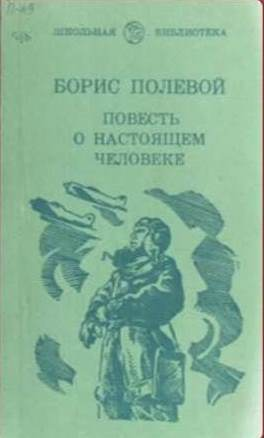 ШКОЛЬНАЯ БИБЛИОТЕКА
БОРИС ПОЛЕВОЙ
ПОВЕСТЬ
О НАСТОЯЩЕМ
ЧЕЛОВЕКЕ